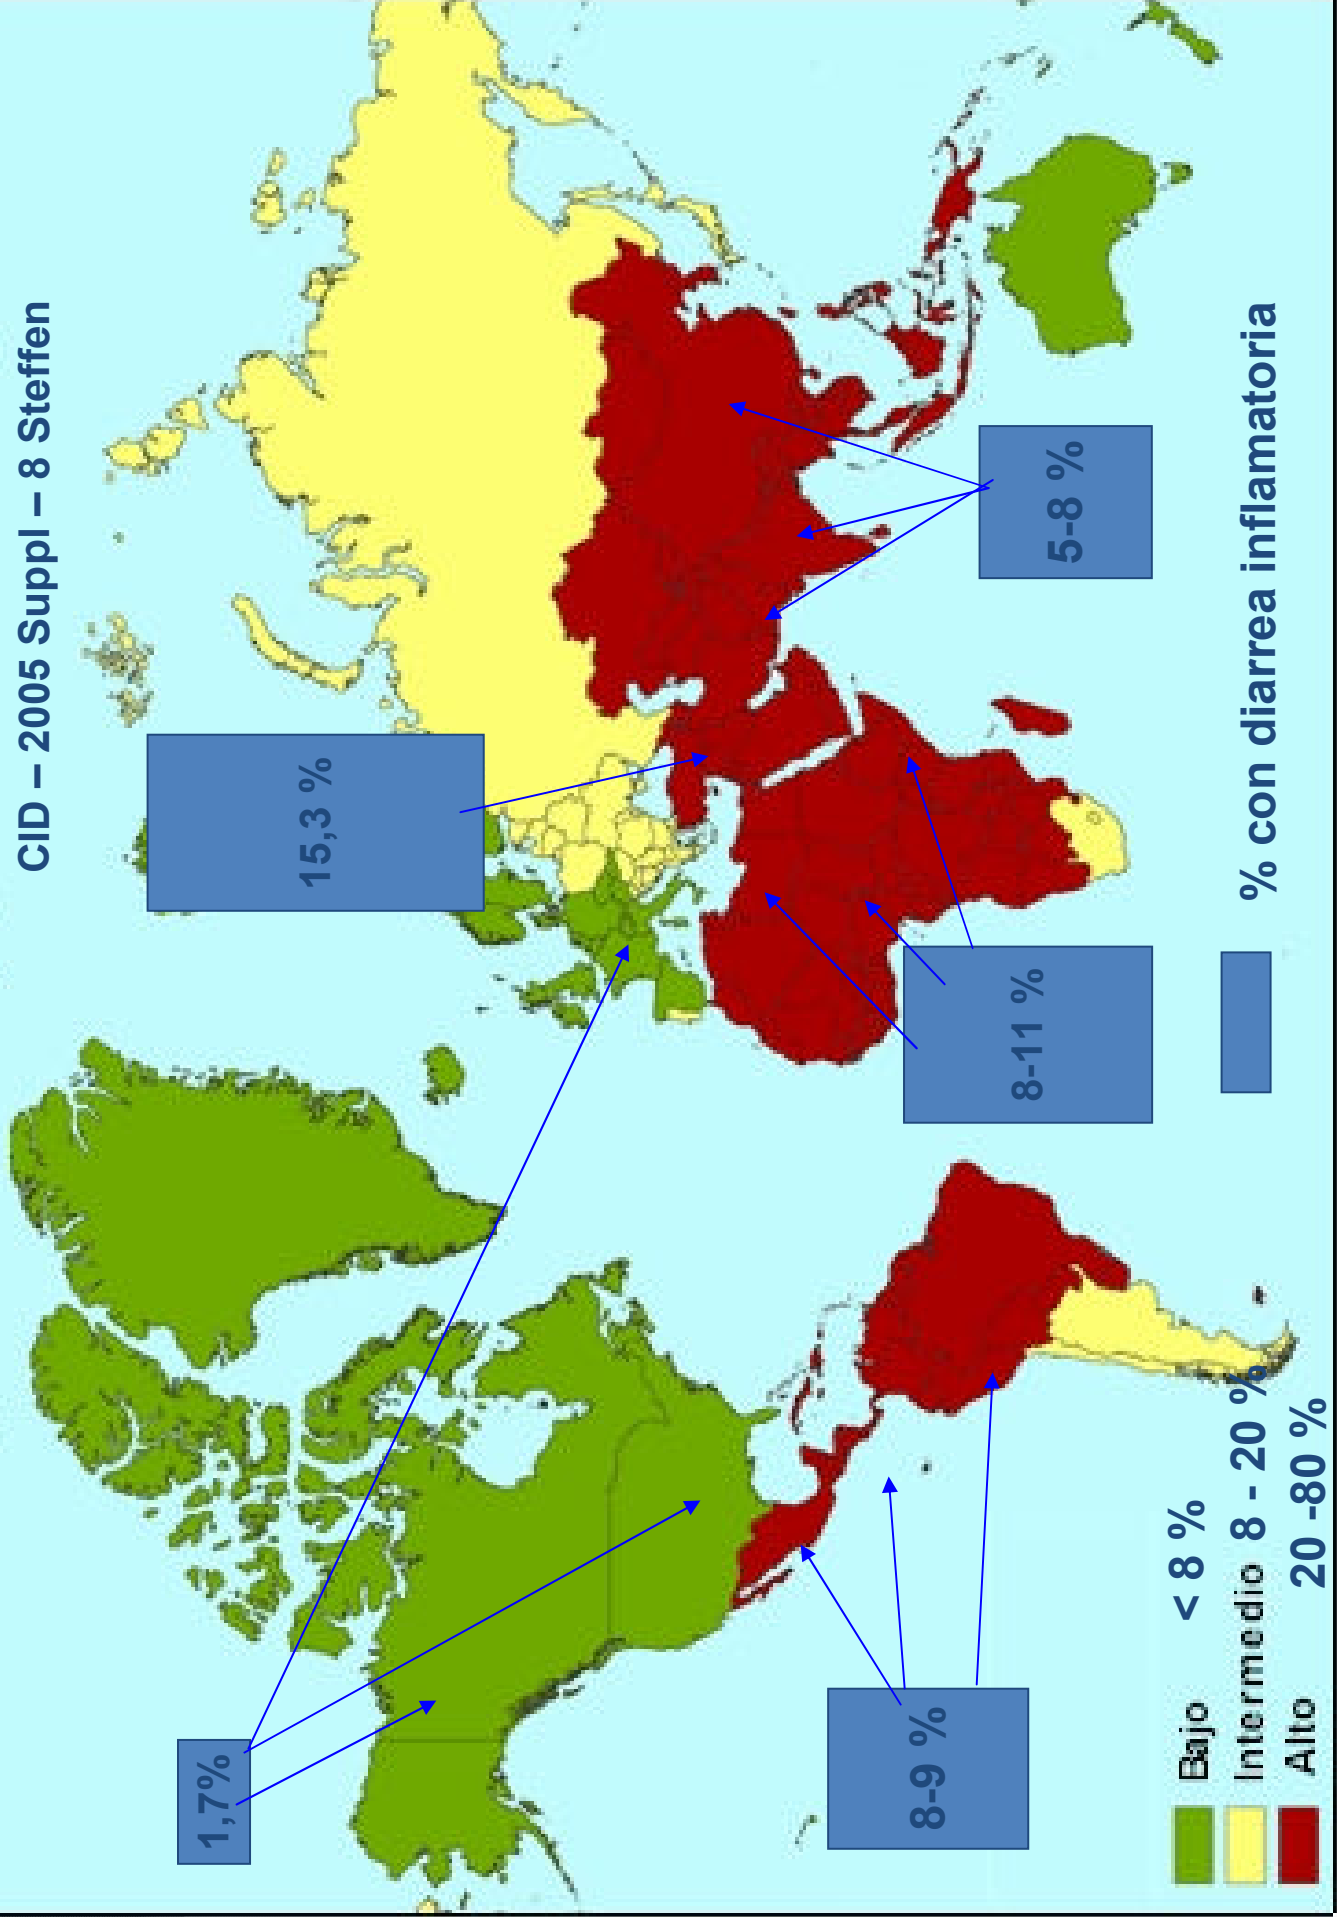 CID – 2005 Suppl – 8 Steffen
1,7%
15,3 %
8-9 %
8-11 %
5-8 %
Bajo < 8 %
Intermedio 8 - 20 %
Alto 20 -80 %
% con diarrea inflamatoria